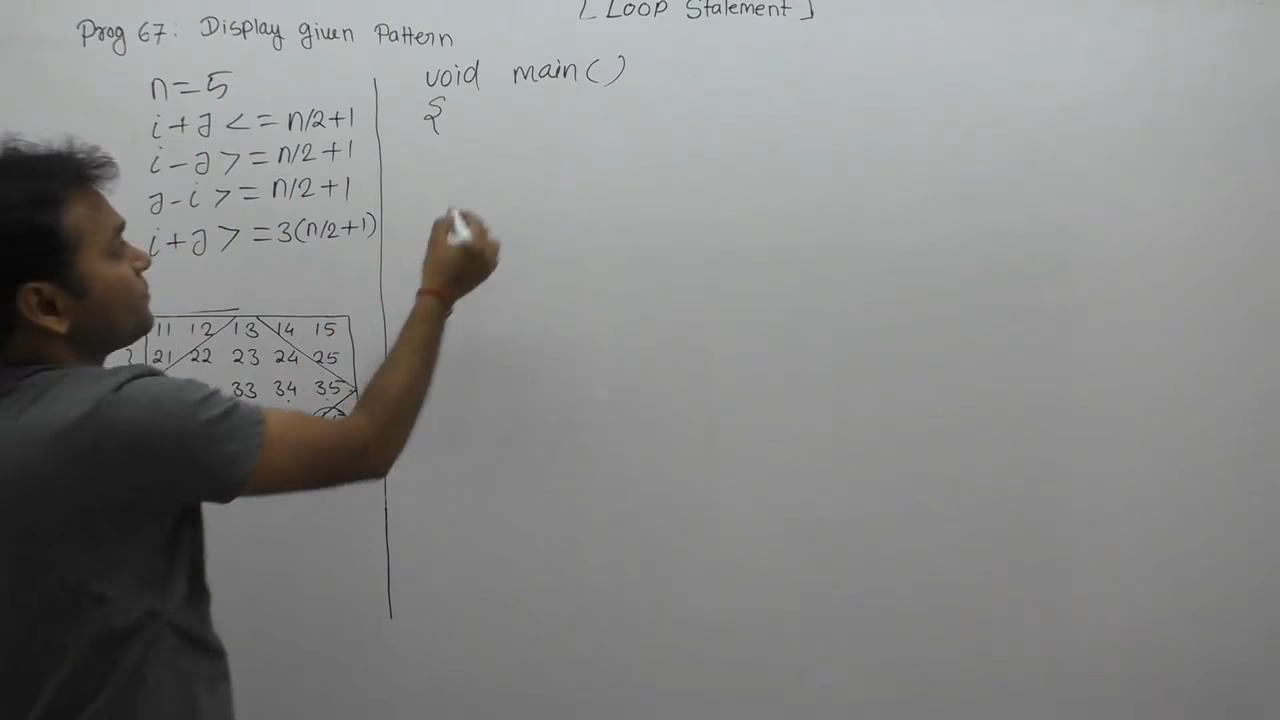 [ Loop Statement ]
Prog 67: Display given Pattern
n=5
i+j <= n/2+1
i-j >= n/2+1
j-i >= n/2+1
i+j >= 3(n/2+1)
void main()
{
11 12 13 14 15
21 22 23 24 25
33 34 35